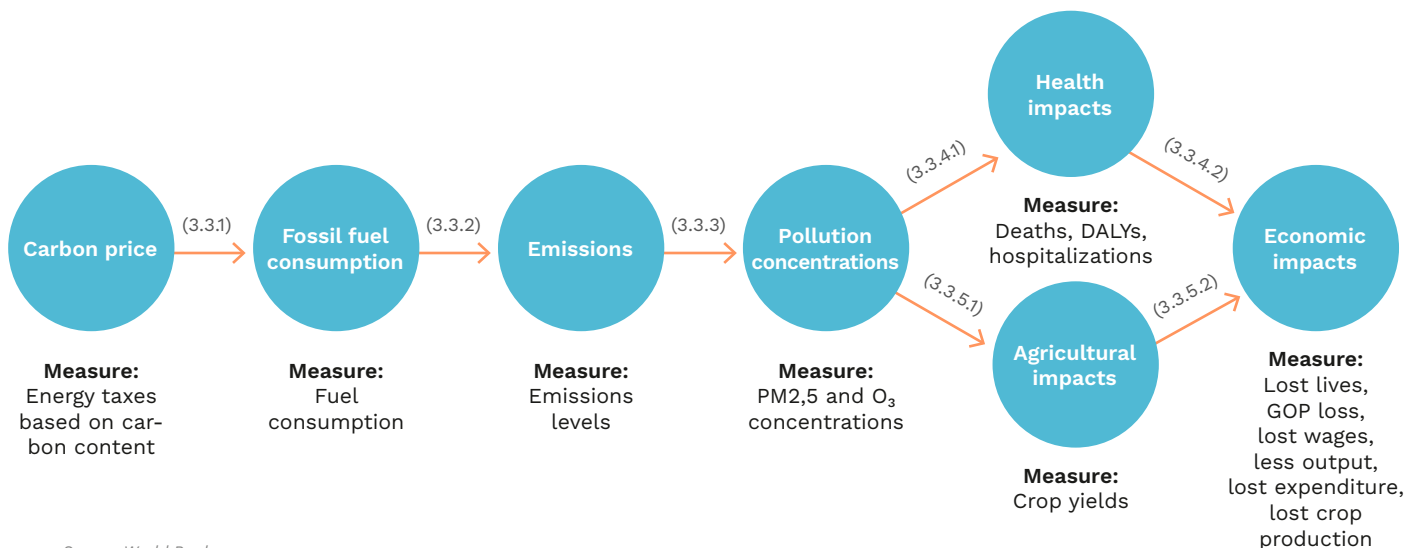 Carbon price
Measure:
Energy taxes
based on car-
bon content
(3.3.1)
Fossil fuel
consumption
Measure:
Fuel
consumption
(3.3.2)
Emissions
Measure:
Emissions
levels
(3.3.3)
Pollution
concentrations
Measure:
PM2,5 and O₃
concentrations
(3.3.4.1)
Health
impacts
Measure:
Deaths, DALYs,
hospitalizations
(3.3.4.2)
(3.3.5.1)
Agricultural
impacts
Measure:
Crop yields
(3.3.5.2)
Economic
impacts
Measure:
Lost lives,
GOP loss,
lost wages,
less output,
lost expenditure,
lost crop
production